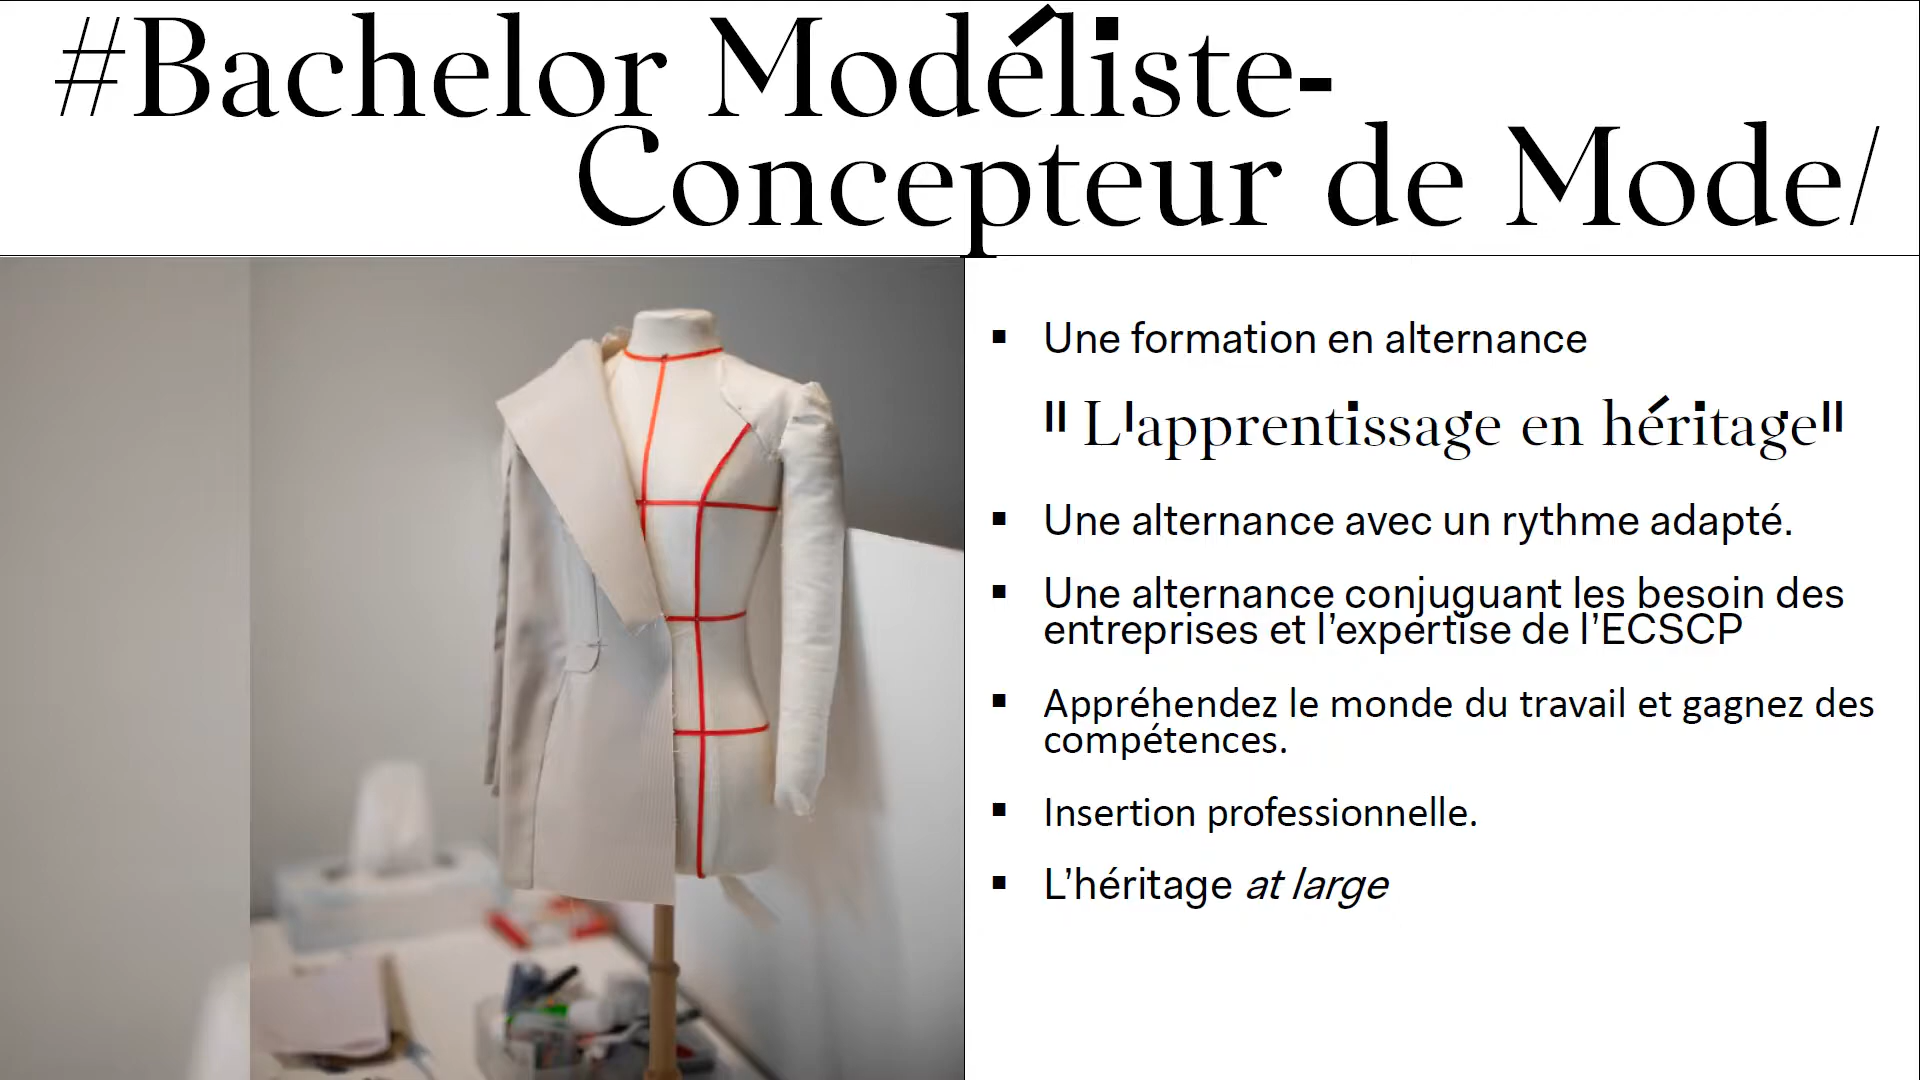 #Bachelor Modéliste-
Concepteur de Mode/
▪ Une formation en alternance
" L'apprentissage en héritage"
▪ Une alternance avec un rythme adapté.
▪ Une alternance conjuguant les besoin des
entreprises et l’expertise de l’ECSCP
▪ Appréhendez le monde du travail et gagnez des
compétences.
▪ Insertion professionnelle.
▪ L’héritage at large